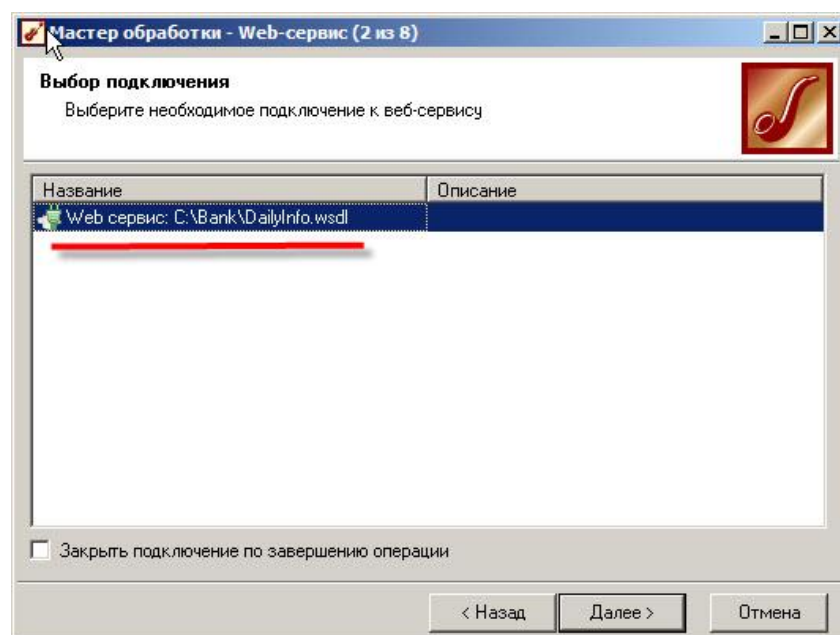 Мастер обработки - Web-сервис (2 из 8)
Выбор подключения
Выберите необходимое подключение к веб-сервису
Название Описание
Web сервис: C:\Bank\DailyInfo.wsdl
Закрыть подключение по завершению операции
< Назад Далее > Отмена